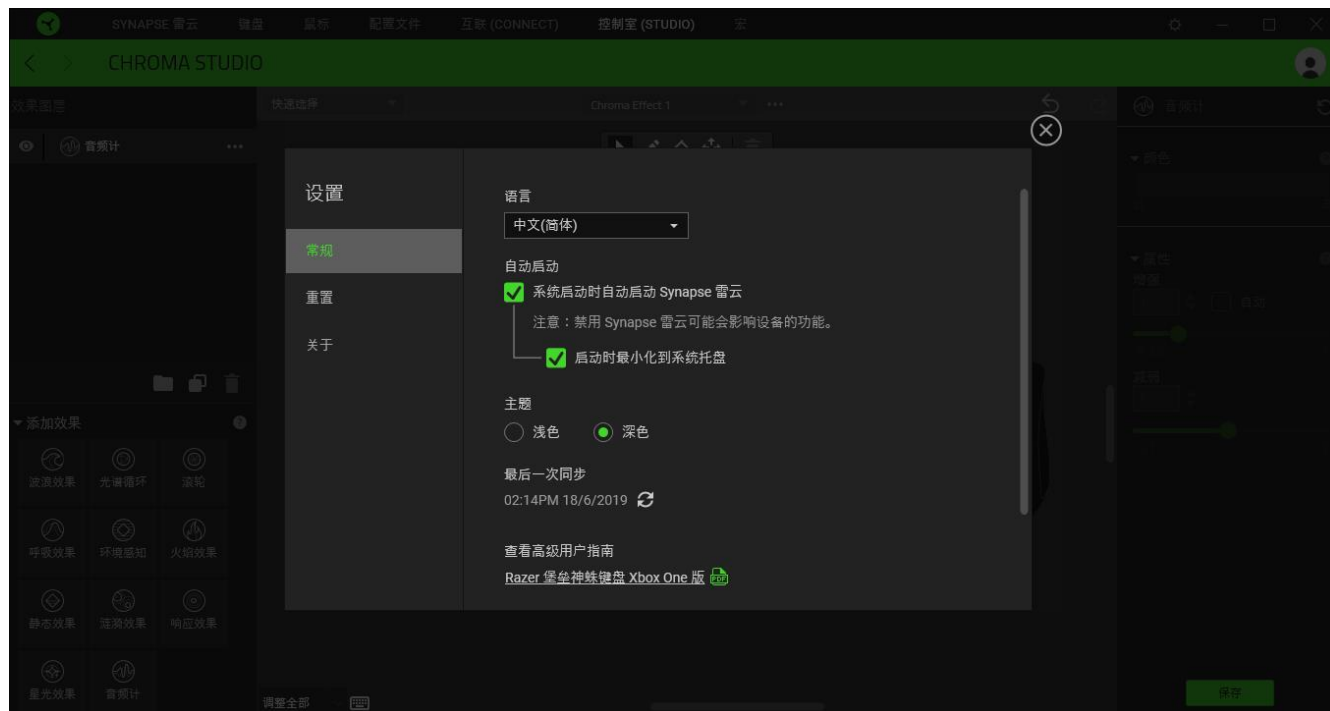 SYNAPSE 雷云 键盘 鼠标 配置文件 互联 (CONNECT) 控制室 (STUDIO) 宏
CHROMA STUDIO
效果图层 快速选择 Chroma Effect 1 音频计
音频计
颜色
设置
常规
重置
关于
语言
中文(简体)
自动启动
系统启动时自动启动 Synapse 雷云
注意：禁用 Synapse 雷云可能会影响设备的功能。
启动时最小化到系统托盘
主题
浅色 深色
最后一次同步
02:14PM 18/6/2019
查看高级用户指南
Razer 堡垒神蛛键盘 Xbox One 版
PDF
属性
自动
添加效果
波浪效果 光谱循环 滚轮
呼吸效果 环境感知 火焰效果
静态效果 涟漪效果 响应效果
星光效果 音频计
调整全部
保存